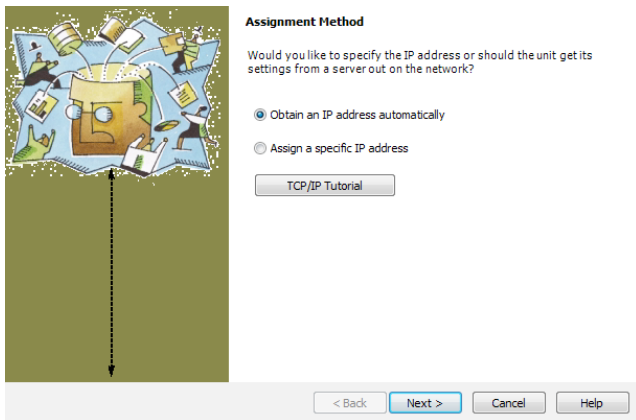 Assignment Method
Would you like to specify the IP address or should the unit get its
settings from a server out on the network?
Obtain an IP address automatically
Assign a specific IP address
TCP/IP Tutorial
< Back Next > Cancel Help